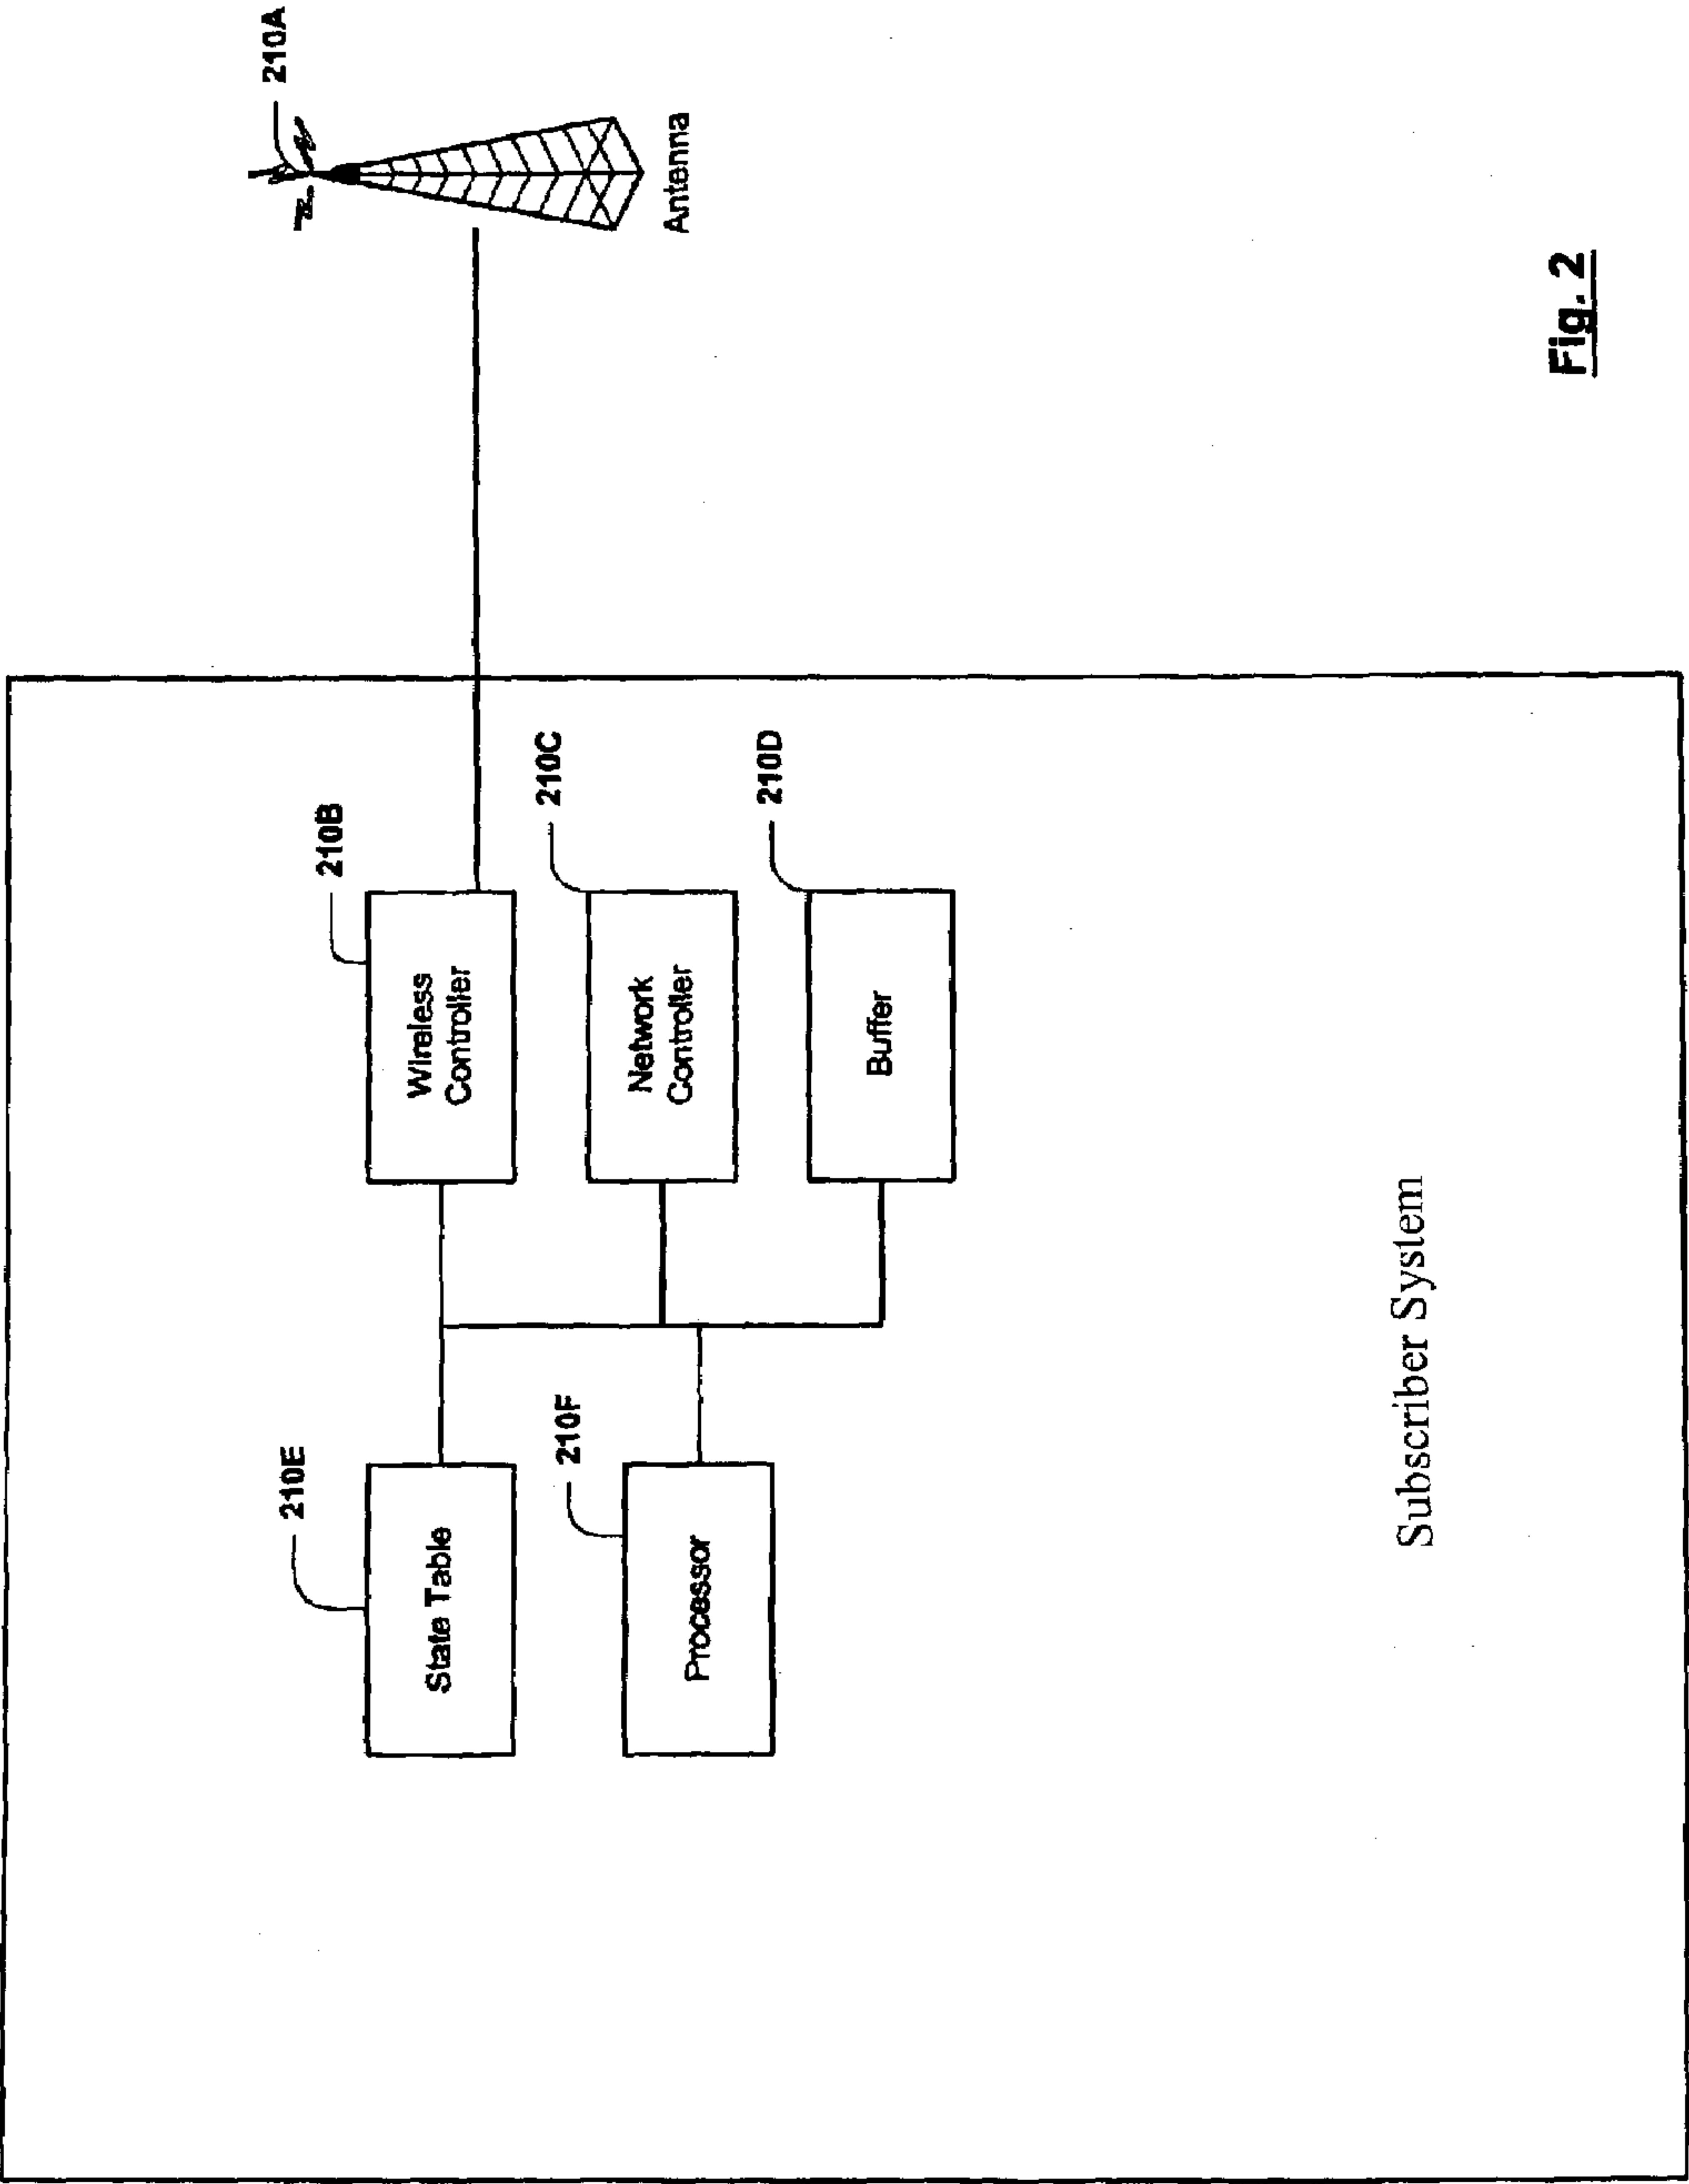 210A
Antenna
210B
Wireless
Controller
210C
Network
Controller
210D
Buffer
210E
State Table
210F
Processor
Subscriber System
Fig. 2